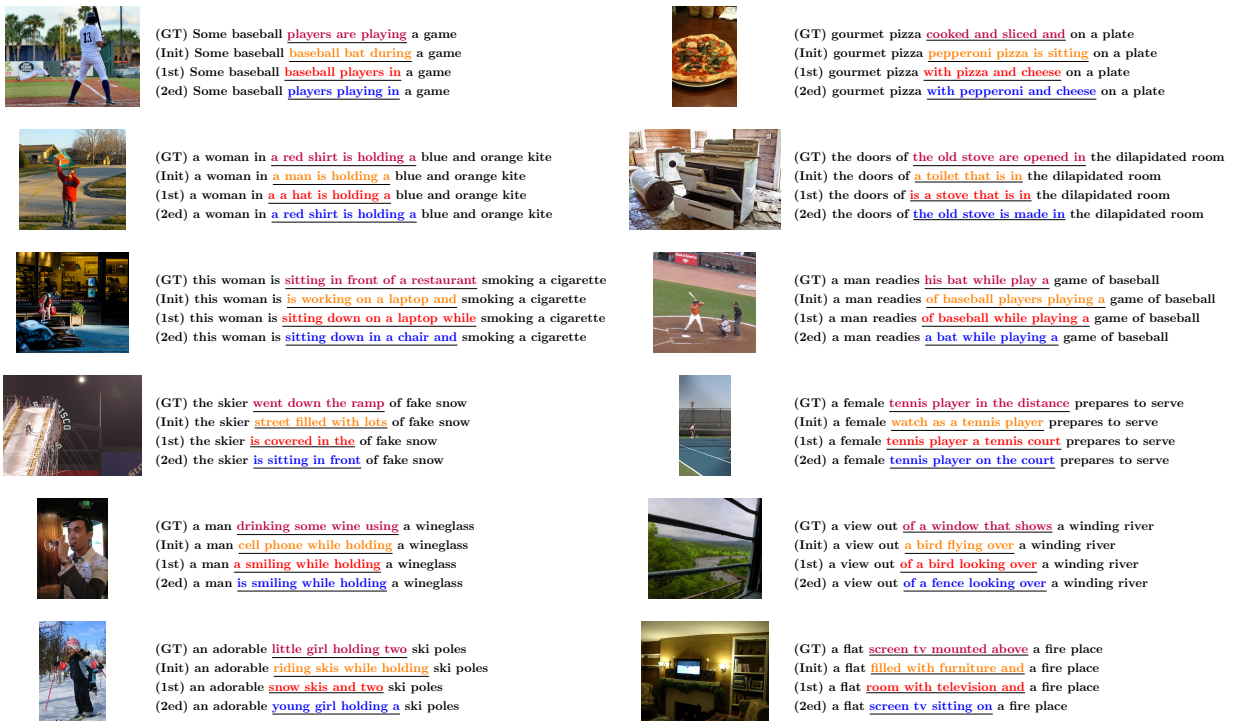 (GT) Some baseball players are playing a game
(Init) Some baseball baseball bat during a game
(1st) Some baseball baseball players in a game
(2ed) Some baseball players playing in a game
(GT) a woman in a red shirt is holding a blue and orange kite
(Init) a woman in a man is holding a blue and orange kite
(1st) a woman in a a hat is holding a blue and orange kite
(2ed) a woman in a red shirt is holding a blue and orange kite
(GT) this woman is sitting in front of a restaurant smoking a cigarette
(Init) this woman is is working on a laptop and smoking a cigarette
(1st) this woman is sitting down on a laptop while smoking a cigarette
(2ed) this woman is sitting down in a chair and smoking a cigarette
(GT) the skier went down the ramp of fake snow
(Init) the skier street filled with lots of fake snow
(1st) the skier is covered in the of fake snow
(2ed) the skier is sitting in front of fake snow
(GT) a man drinking some wine using a wineglass
(Init) a man cell phone while holding a wineglass
(1st) a man a smiling while holding a wineglass
(2ed) a man is smiling while holding a wineglass
(GT) an adorable little girl holding two ski poles
(Init) an adorable riding skis while holding ski poles
(1st) an adorable snow skis and two ski poles
(2ed) an adorable young girl holding a ski poles
(GT) gourmet pizza cooked and sliced and on a plate
(Init) gourmet pizza pepperoni pizza is sitting on a plate
(1st) gourmet pizza with pizza and cheese on a plate
(2ed) gourmet pizza with pepperoni and cheese on a plate
(GT) the doors of the old stove are opened in the dilapidated room
(Init) the doors of a toilet that is in the dilapidated room
(1st) the doors of is a stove that is in the dilapidated room
(2ed) the doors of the old stove is made in the dilapidated room
(GT) a man readies his bat while play a game of baseball
(Init) a man readies of baseball players playing a game of baseball
(1st) a man readies of baseball while playing a game of baseball
(2ed) a man readies a bat while playing a game of baseball
(GT) a female tennis player in the distance prepares to serve
(Init) a female watch as a tennis player prepares to serve
(1st) a female tennis player a tennis court prepares to serve
(2ed) a female tennis player on the court prepares to serve
(GT) a view out of a window that shows a winding river
(Init) a view out a bird flying over a winding river
(1st) a view out of a bird looking over a winding river
(2ed) a view out of a fence looking over a winding river
(GT) a flat screen tv mounted above a fire place
(Init) a flat filled with furniture and a fire place
(1st) a flat room with television and a fire place
(2ed) a flat screen tv sitting on a fire place